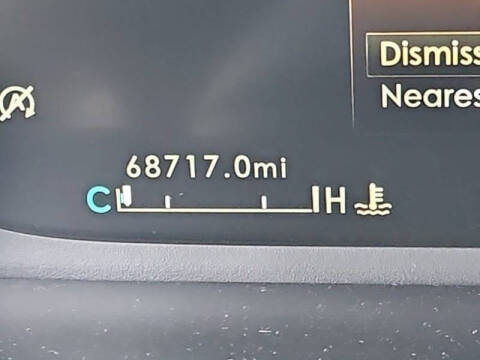 Dismiss
Neares
68717.0mi
C H